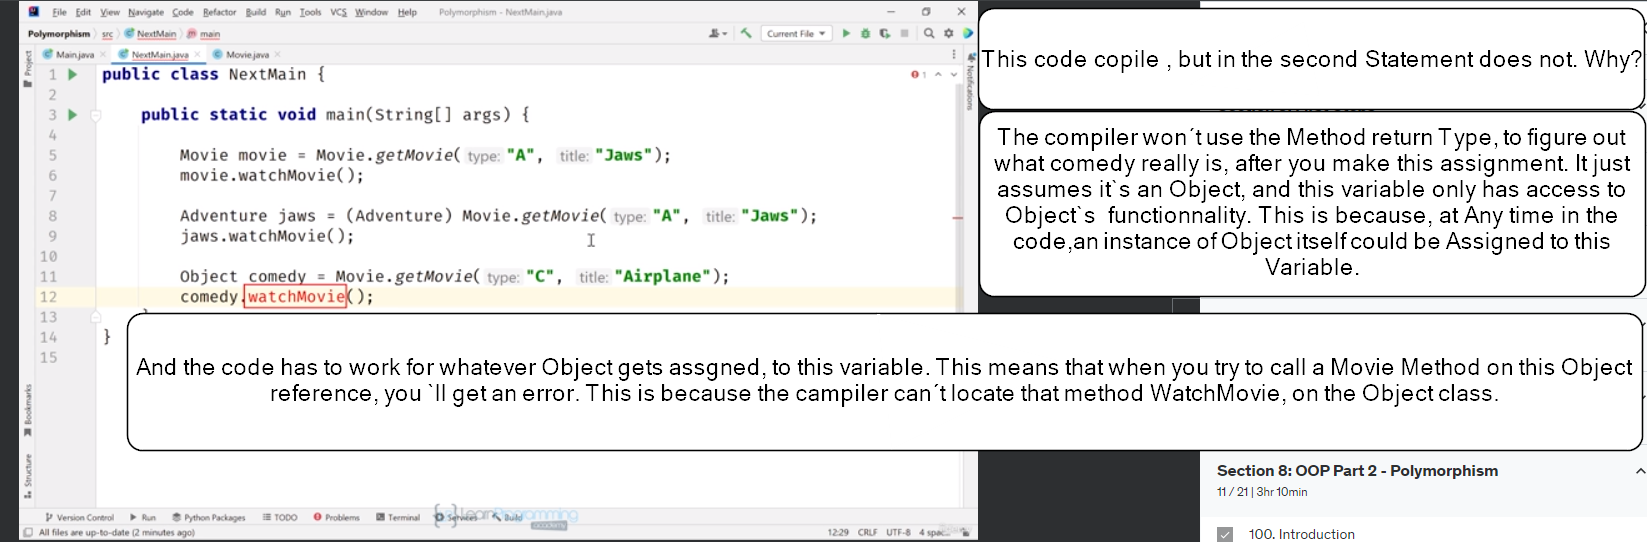 File Edit View Navigate Code Refactor Build Run Tools VCS Window Help Polymorphism - NextMain.java
Polymorphism src NextMain main Current File
Main.java NextMain.java Movie.java
Project
Notifications
1 public class NextMain {
1
2
3 public static void main(String[] args) {
4
5 Movie movie = Movie.getMovie( type: "A", title: "Jaws");
6 movie.watchMovie();
7
8 Adventure jaws = (Adventure) Movie.getMovie( type: "A", title: "Jaws");
9 jaws.watchMovie();
10
11 Object comedy = Movie.getMovie( type: "C", title: "Airplane");
12 comedy.watchMovie();
13
14 }
15
This code copile , but in the second Statement does not. Why?
The compiler won´t use the Method return Type, to figure out
what comedy really is, after you make this assignment. It just
assumes it`s an Object, and this variable only has access to
Object`s functionnality. This is because, at Any time in the
code,an instance of Object itself could be Assigned to this
Variable.
And the code has to work for whatever Object gets assgned, to this variable. This means that when you try to call a Movie Method on this Object
reference, you `ll get an error. This is because the campiler can´t locate that method WatchMovie, on the Object class.
Bookmarks
Structure
Version Control Run Python Packages TODO Problems Terminal Services Build
LearnProgramming
academy
All files are up-to-date (2 minutes ago) 12:29 CRLF UTF-8 4 spac
Section 8: OOP Part 2 - Polymorphism
11 / 21 | 3hr 10min
100. Introduction